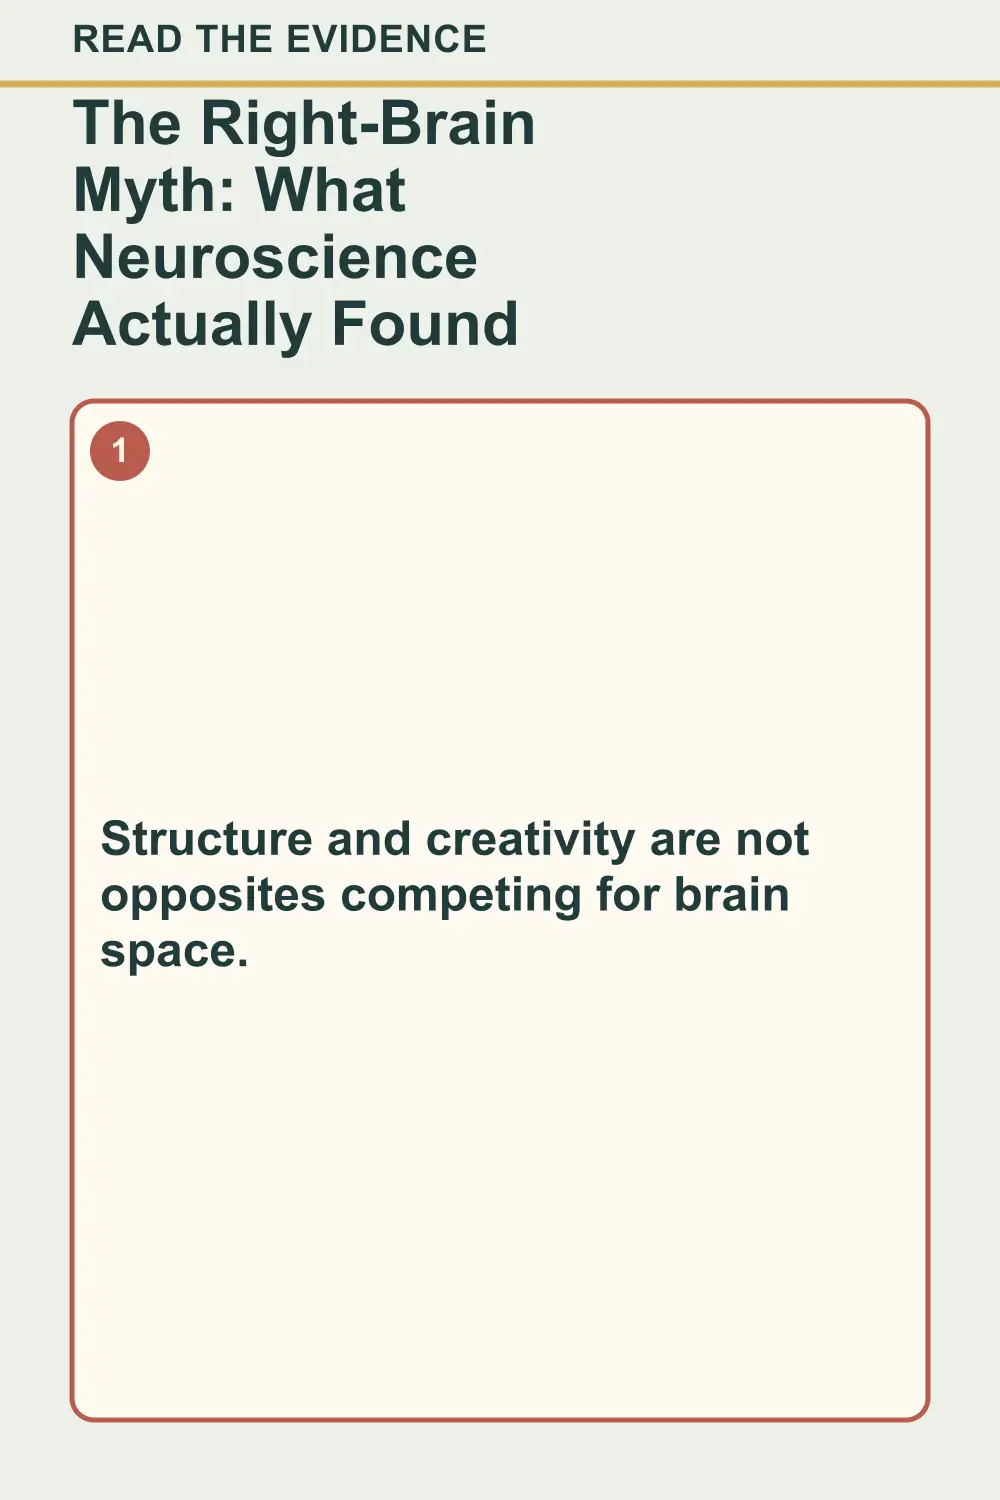 READ THE EVIDENCE
The Right-Brain
Myth: What
Neuroscience
Actually Found
1
Structure and creativity are not
opposites competing for brain
space.